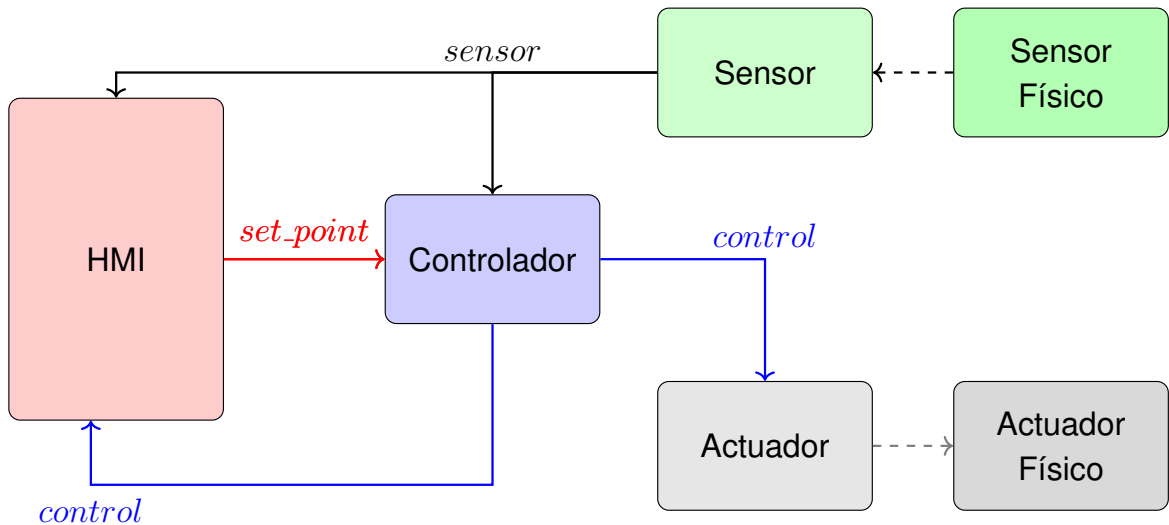 sensor
Sensor
Sensor
Físico
HMI
set_point
Controlador
control
Actuador
Actuador
Físico
control